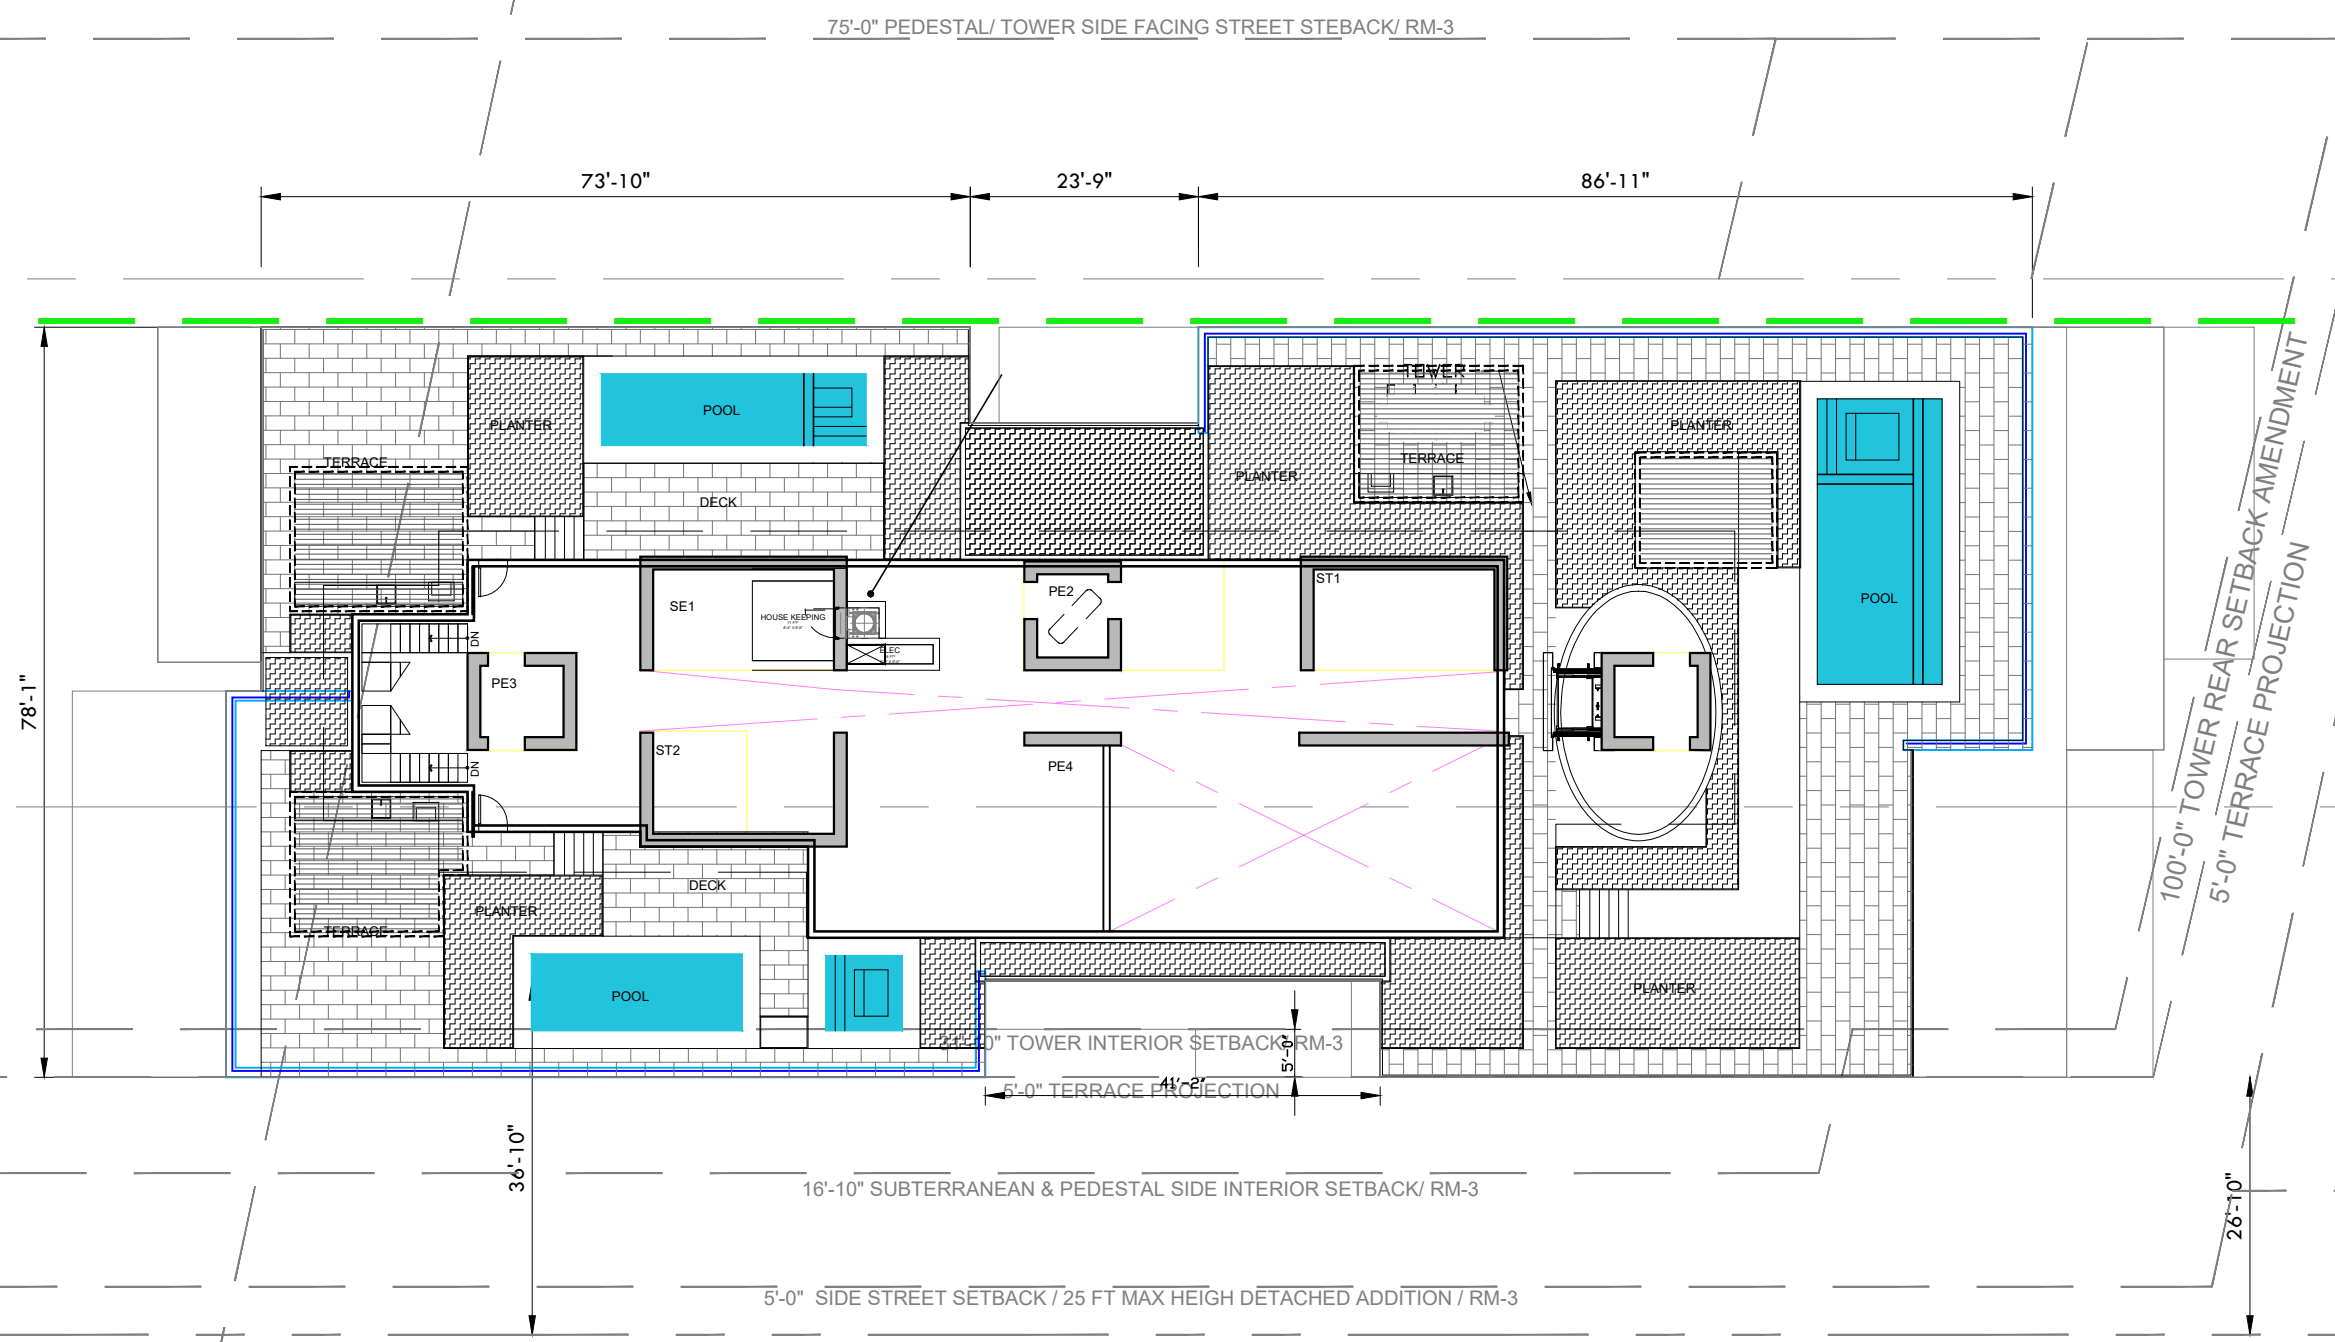 75'-0" PEDESTAL/ TOWER SIDE FACING STREET STEBACK/ RM-3
73'-10"
23'-9"
86'-11"
TOWER
POOL
PLANTER
PLANTER
TERRACE
TERRACE
PLANTER
DECK
ST1
PE2
SE1
HOUSE KEEPING
POOL
ELEC
DN
PE3
78'-1"
ST2
PE4
DN
DECK
PLANTER
TERRACE
POOL
PLANTER
100'-0" TOWER REAR SETBACK AMENDMENT
5'-0" TERRACE PROJECTION
31'-10" TOWER INTERIOR SETBACK/ RM-3
5'-0"
41'-2"
5'-0" TERRACE PROJECTION
36'-10"
16'-10" SUBTERRANEAN & PEDESTAL SIDE INTERIOR SETBACK/ RM-3
26'-10"
5'-0" SIDE STREET SETBACK / 25 FT MAX HEIGH DETACHED ADDITION / RM-3